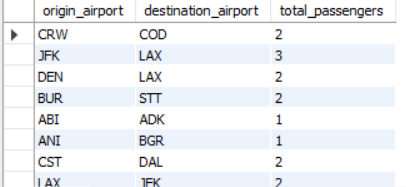 origin_airport destination_airport total_passengers
CRW COD 2
JFK LAX 3
DEN LAX 2
BUR STT 2
ABI ADK 1
ANI BGR 1
CST DAL 2
LAX JFK 2